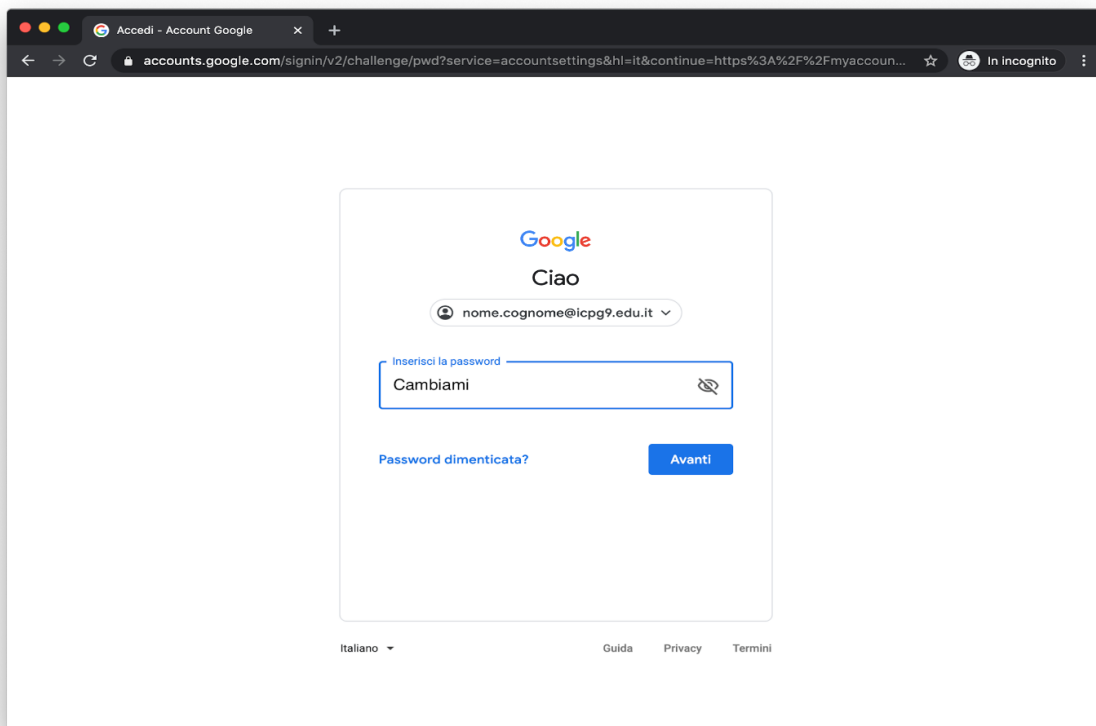 Accedi - Account Google
accounts.google.com/signin/v2/challenge/pwd?service=accountsettings&hl=it&continue=https%3A%2F%2Fmyaccoun...
In incognito
Google
Ciao
nome.cognome@icpg9.edu.it
Inserisci la password
Cambiami
Password dimenticata?
Avanti
Italiano
Guida Privacy Termini